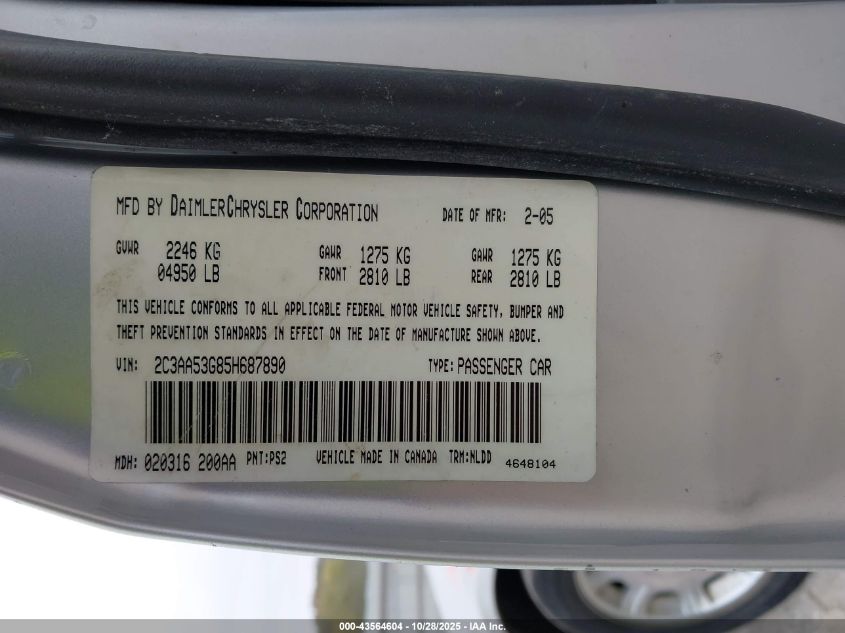 MFD BY DAIMLERCHRYSLER CORPORATION DATE OF MFR: 2-05
GVWR 2246 KG GAWR 1275 KG GAWR 1275 KG
04950 LB FRONT 2810 LB REAR 2810 LB
THIS VEHICLE CONFORMS TO ALL APPLICABLE FEDERAL MOTOR VEHICLE SAFETY, BUMPER AND
THEFT PREVENTION STANDARDS IN EFFECT ON THE DATE OF MANUFACTURE SHOWN ABOVE.
VIN: 2C3AA53G85H687890 TYPE: PASSENGER CAR
MDH: 020316 200AA PNT:PS2 VEHICLE MADE IN CANADA TRM:NLDD 4648104
000-43564604 | 10/28/2025 - IAA Inc.